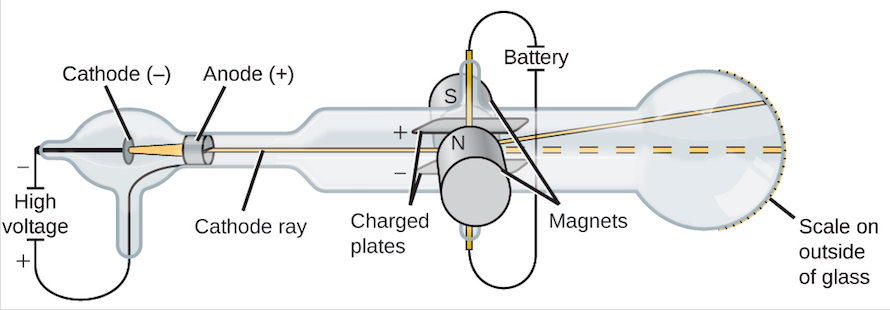 Cathode (–)
Anode (+)
Battery
S
+
N
–
–
High
voltage
+
Cathode ray
Charged
plates
Magnets
Scale on
outside
of glass